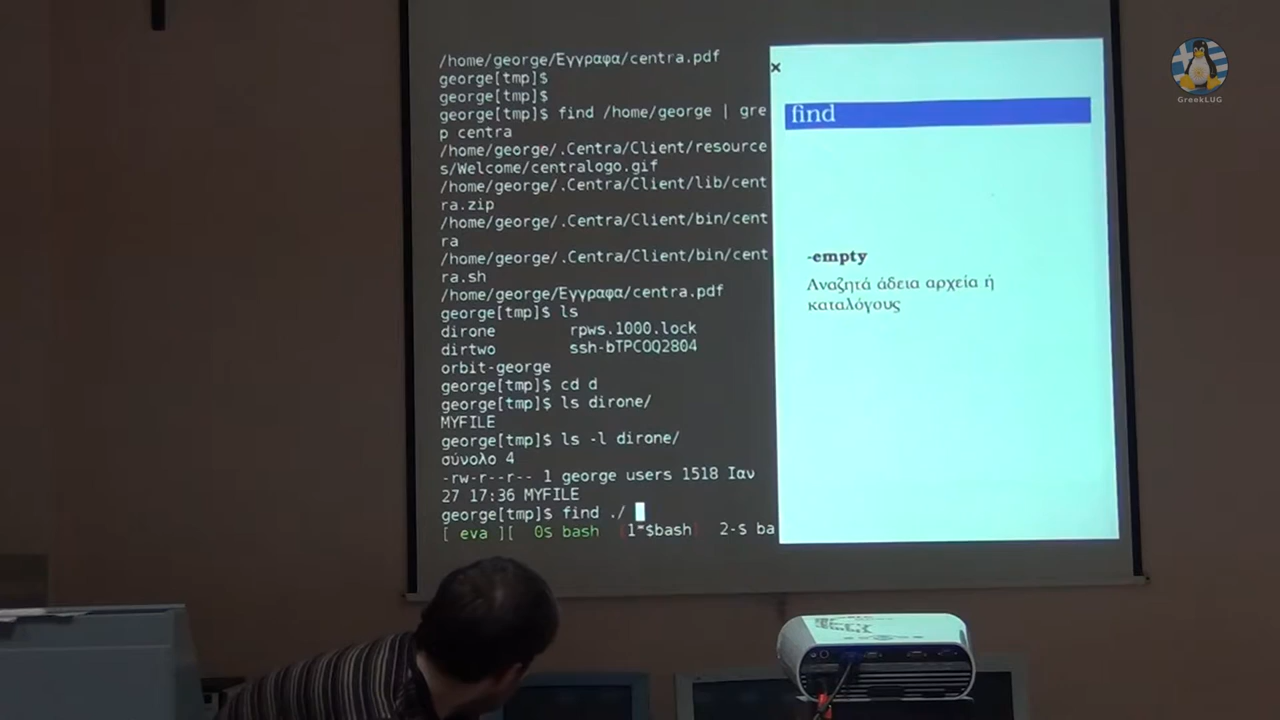 /home/george/Έγγραφα/centra.pdf
george[tmp]$
george[tmp]$
george[tmp]$ find /home/george | gre
p centra
/home/george/.Centra/Client/resource
s/Welcome/centralogo.gif
/home/george/.Centra/Client/lib/cent
ra.zip
/home/george/.Centra/Client/bin/cent
ra
/home/george/.Centra/Client/bin/cent
ra.sh
/home/george/Έγγραφα/centra.pdf
george[tmp]$ ls
dirone rpws.1000.lock
dirtwo ssh-bTPCOQ2804
orbit-george
george[tmp]$ cd d
george[tmp]$ ls dirone/
MYFILE
george[tmp]$ ls -l dirone/
σύνολο 4
-rw-r--r-- 1 george users 1518 Ιαν
27 17:36 MYFILE
george[tmp]$ find ./
[ eva ][ 0$ bash [1*$bash] 2-$ ba
find
-empty
Αναζητά άδεια αρχεία ή
καταλόγους
GreekLUG